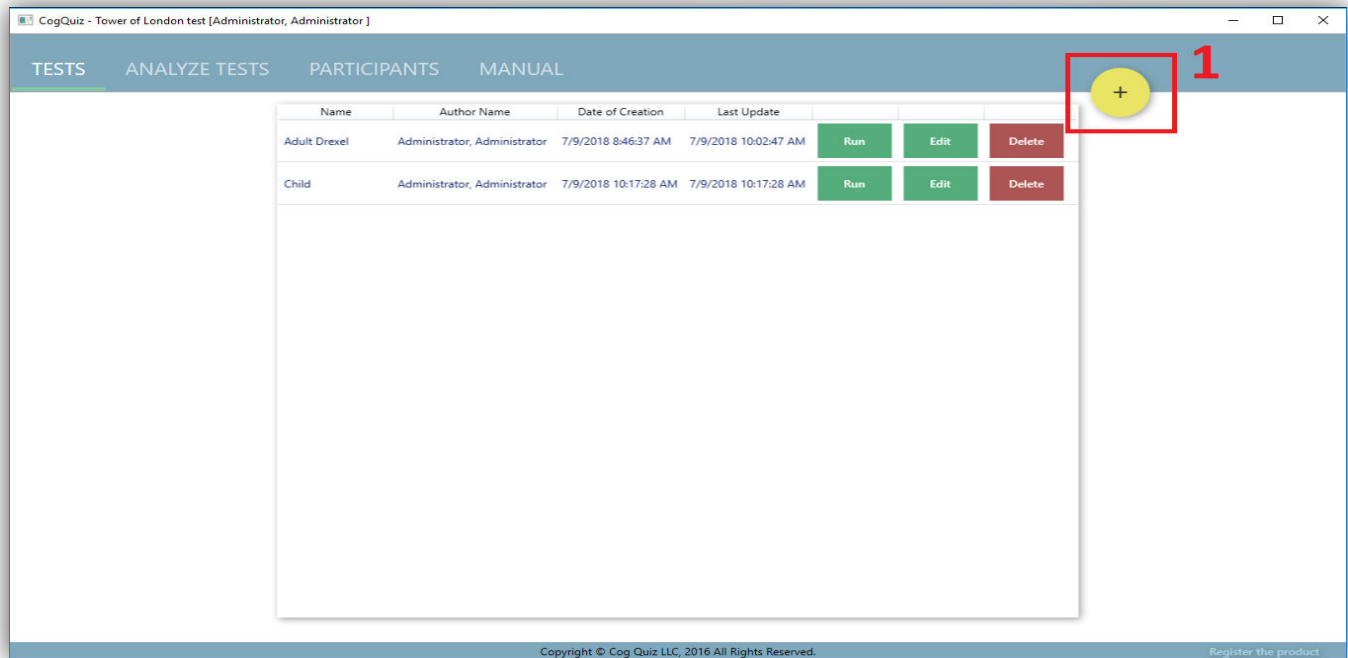 CogQuiz - Tower of London test [Administrator, Administrator ]
TESTS ANALYZE TESTS PARTICIPANTS MANUAL
1
+
Name Author Name Date of Creation Last Update
Adult Drexel Administrator, Administrator 7/9/2018 8:46:37 AM 7/9/2018 10:02:47 AM Run Edit Delete
Child Administrator, Administrator 7/9/2018 10:17:28 AM 7/9/2018 10:17:28 AM Run Edit Delete
Copyright © Cog Quiz LLC, 2016 All Rights Reserved. Register the product